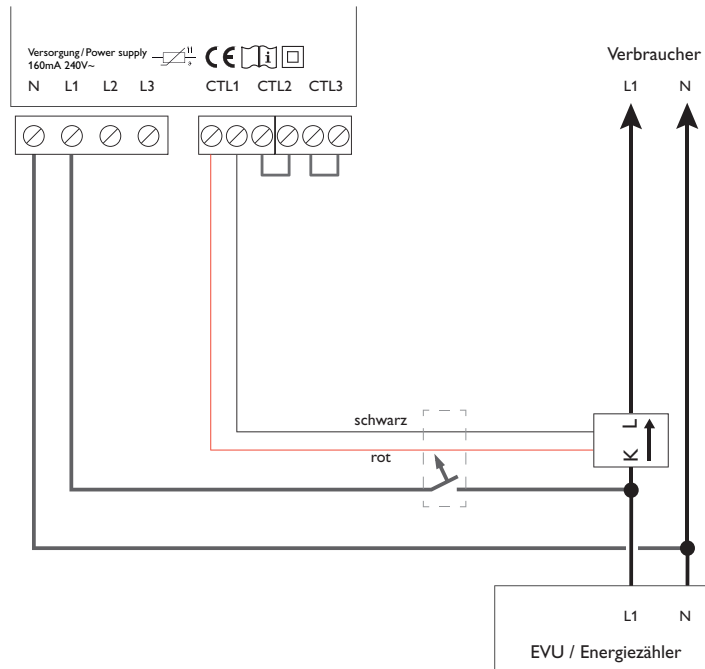 Versorgung/Power supply
160mA 240V~
N L1 L2 L3 CTL1 CTL2 CTL3
Verbraucher
L1 N
schwarz
rot
L
K
L1 N
EVU / Energiezähler